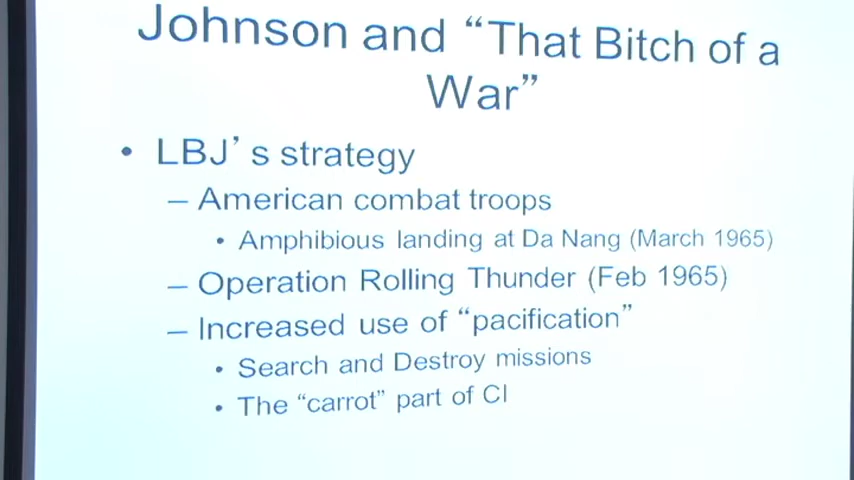 Johnson and “That Bitch of a
War”
• LBJ’s strategy
– American combat troops
• Amphibious landing at Da Nang (March 1965)
– Operation Rolling Thunder (Feb 1965)
– Increased use of “pacification”
• Search and Destroy missions
• The “carrot” part of CI